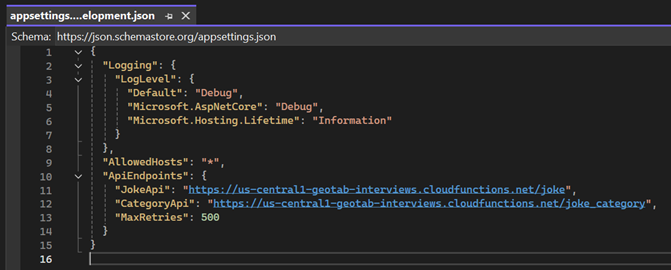 appsettings....elopment.json
Schema: https://json.schemastore.org/appsettings.json
1 {
2 "Logging": {
3 "LogLevel": {
4 "Default": "Debug",
5 "Microsoft.AspNetCore": "Debug",
6 "Microsoft.Hosting.Lifetime": "Information"
7 }
8 },
9 "AllowedHosts": "*",
10 "ApiEndpoints": {
11 "JokeApi": "https://us-central1-geotab-interviews.cloudfunctions.net/joke",
12 "CategoryApi": "https://us-central1-geotab-interviews.cloudfunctions.net/joke_category",
13 "MaxRetries": 500
14 }
15 }
16